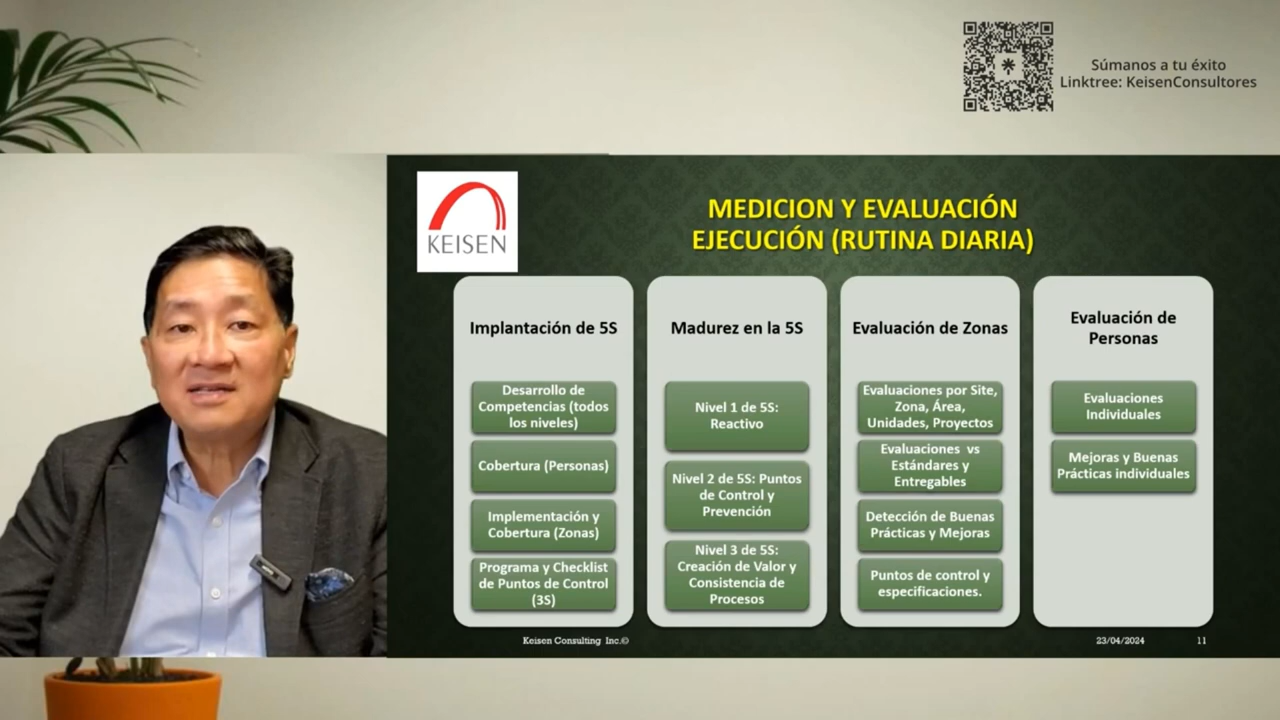 Súmanos a tu éxito
Linktree: KeisenConsultores
KEISEN
MEDICION Y EVALUACIÓN
EJECUCIÓN (RUTINA DIARIA)
Implantación de 5S
Desarrollo de
Competencias (todos
los niveles)
Cobertura (Personas)
Implementación y
Cobertura (Zonas)
Programa y Checklist
de Puntos de Control
(3S)
Madurez en la 5S
Nivel 1 de 5S:
Reactivo
Nivel 2 de 5S: Puntos
de Control y
Prevención
Nivel 3 de 5S:
Creación de Valor y
Consistencia de
Procesos
Evaluación de Zonas
Evaluaciones por Site,
Zona, Área,
Unidades, Proyectos
Evaluaciones vs
Estándares y
Entregables
Detección de Buenas
Prácticas y Mejoras
Puntos de control y
especificaciones.
Evaluación de
Personas
Evaluaciones
Individuales
Mejoras y Buenas
Prácticas individuales
Keisen Consulting Inc.©
23/04/2024
11